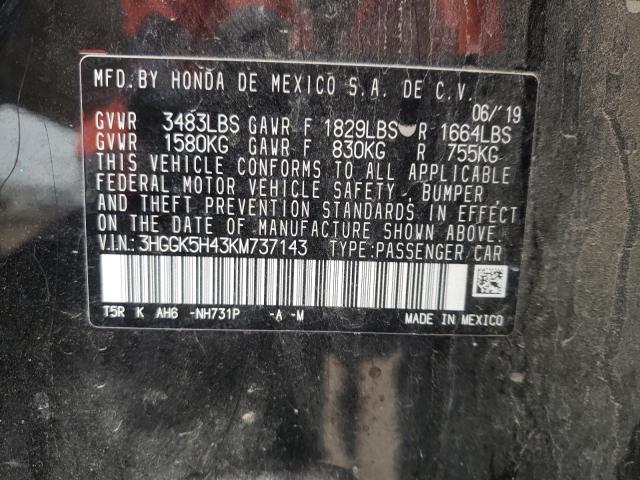 MFD. BY HONDA DE MEXICO S.A. DE C.V.
06/'19
GVWR 3483LBS GAWR F 1829LBS R 1664LBS
GVWR 1580KG GAWR F 830KG R 755KG
THIS VEHICLE CONFORMS TO ALL APPLICABLE
FEDERAL MOTOR VEHICLE SAFETY, BUMPER,
AND THEFT PREVENTION STANDARDS IN EFFECT
ON THE DATE OF MANUFACTURE SHOWN ABOVE.
V.I.N.: 3HGGK5H43KM737143 TYPE:PASSENGER CAR
T5R K AH6 -NH731P -A -M MADE IN MEXICO